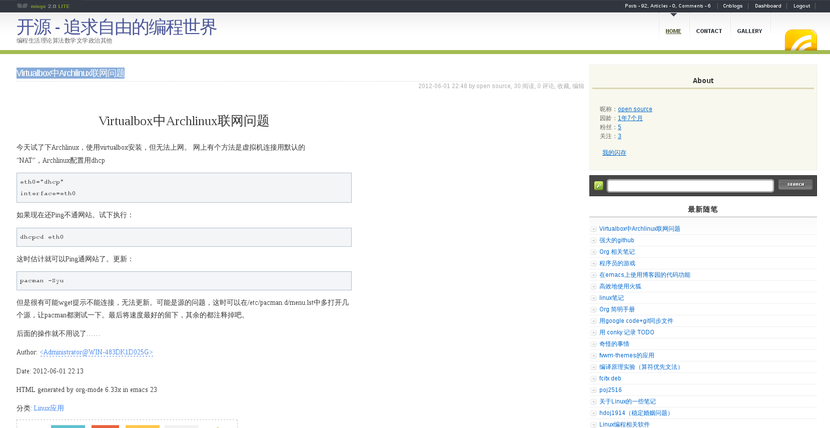 mings 2.0 LITE
Posts - 92, Articles - 0, Comments - 6
Cnblogs
Dashboard
Logout
开源 - 追求自由的编程世界
编程生活理论算法数学文学政治其他
HOME
CONTACT
GALLERY
Virtualbox中Archlinux联网问题
2012-06-01 22:48 by open source, 30 阅读, 0 评论, 收藏, 编辑
Virtualbox中Archlinux联网问题
今天试了下Archlinux，使用virtualbox安装，但无法上网。 网上有个方法是虚拟机连接用默认的
"NAT"，Archlinux配置用dhcp
eth0="dhcp"
interface=eth0
如果现在还Ping不通网站。试下执行：
dhcpcd eth0
这时估计就可以Ping通网站了。更新：
pacman -Syu
但是很有可能wget提示不能连接，无法更新。可能是源的问题，这时可以在/etc/pacman.d/menu.lst中多打开几
个源，让pacman都测试一下。最后将速度最好的留下，其余的都注释掉吧。
后面的操作就不用说了……
Author: <Administrator@WIN-483DK1D025G>
Date: 2012-06-01 22:13
HTML generated by org-mode 6.33x in emacs 23
分类: Linux应用
About
昵称：open source
园龄：1年7个月
粉丝：5
关注：3
我的闪存
SEARCH
最新随笔
Virtualbox中Archlinux联网问题
强大的github
Org 相关笔记
程序员的游戏
在emacs上使用博客园的代码功能
高效地使用火狐
linux笔记
Org 简明手册
用google code+git同步文件
用 conky 记录 TODO
奇怪的事情
fvwm-themes的应用
编译原理实验（算符优先文法）
fcitx.deb
poj2516
关于Linux的一些笔记
hdoj1914（稳定婚姻问题）
Linux编程相关软件